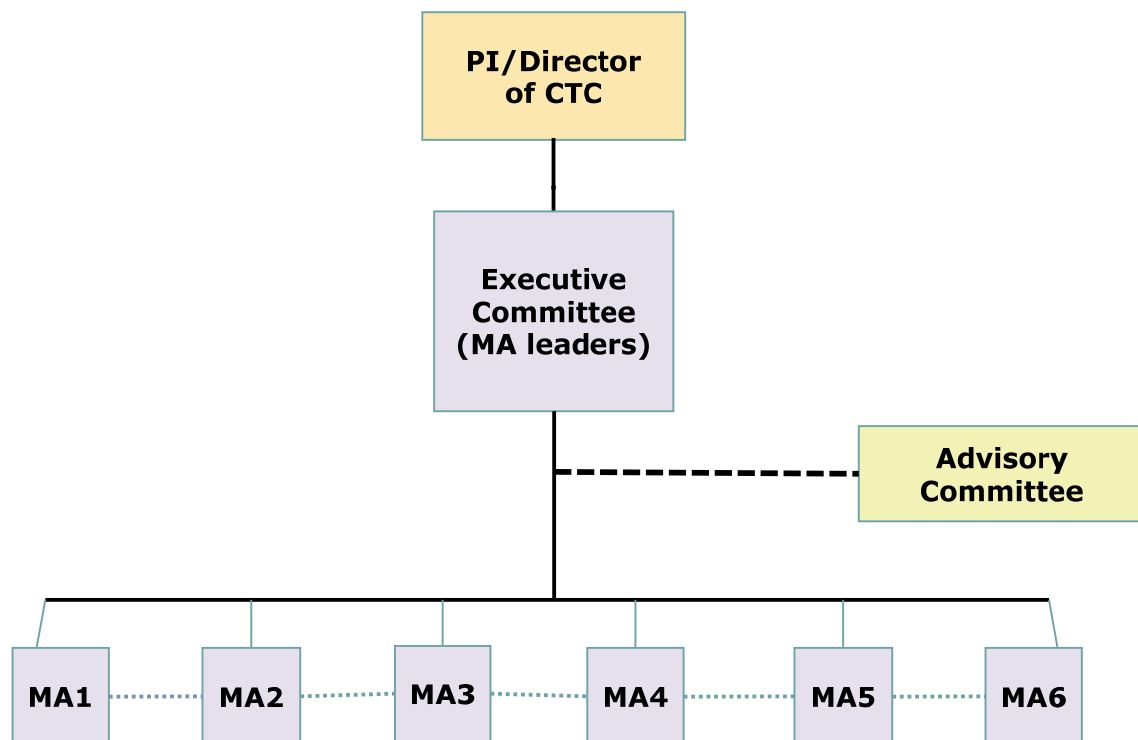 PI/Director
of CTC
Executive
Committee
(MA leaders)
Advisory
Committee
MA1
MA2
MA3
MA4
MA5
MA6